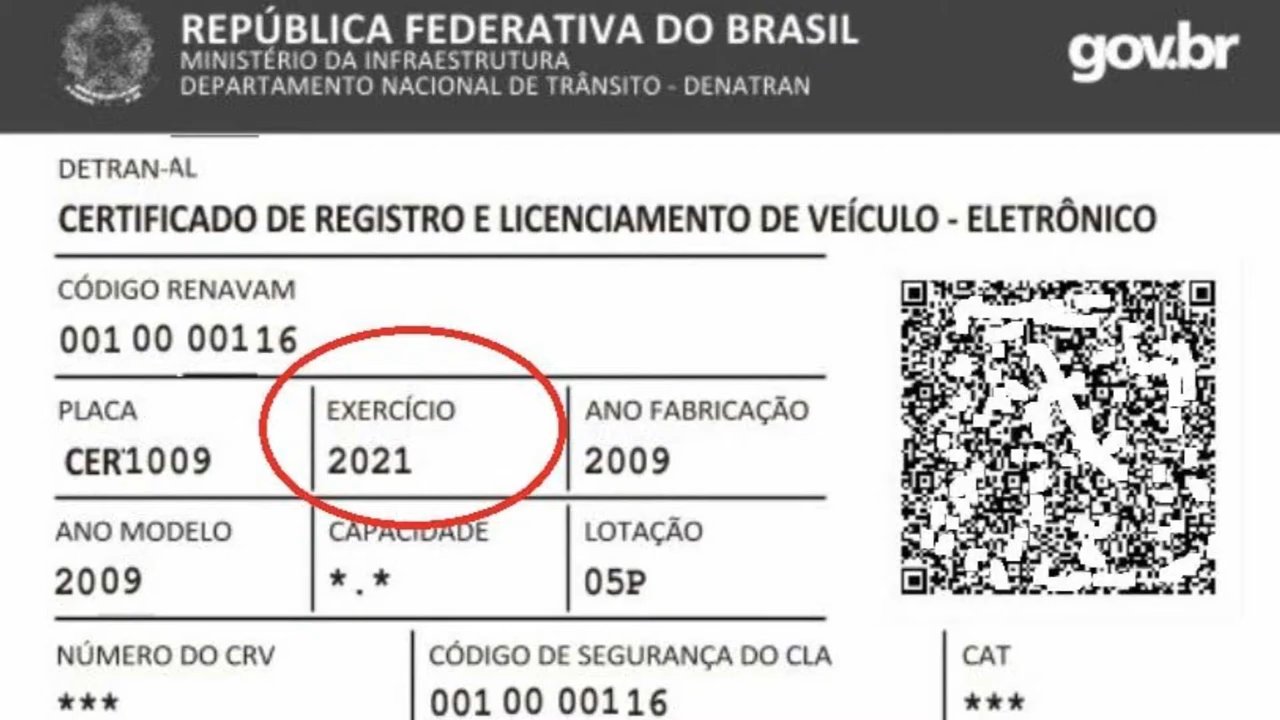 REPÚBLICA FEDERATIVA DO BRASIL
MINISTÉRIO DA INFRAESTRUTURA
DEPARTAMENTO NACIONAL DE TRÂNSITO - DENATRAN
gov.br
DETRAN-AL
CERTIFICADO DE REGISTRO E LICENCIAMENTO DE VEÍCULO - ELETRÔNICO
CÓDIGO RENAVAM
001 00 00116
PLACA EXERCÍCIO ANO FABRICAÇÃO
CER1009 2021 2009
ANO MODELO CAPACIDADE LOTAÇÃO
2009 *.* 05P
NÚMERO DO CRV CÓDIGO DE SEGURANÇA DO CLA CAT
*** 001 00 00116 ***